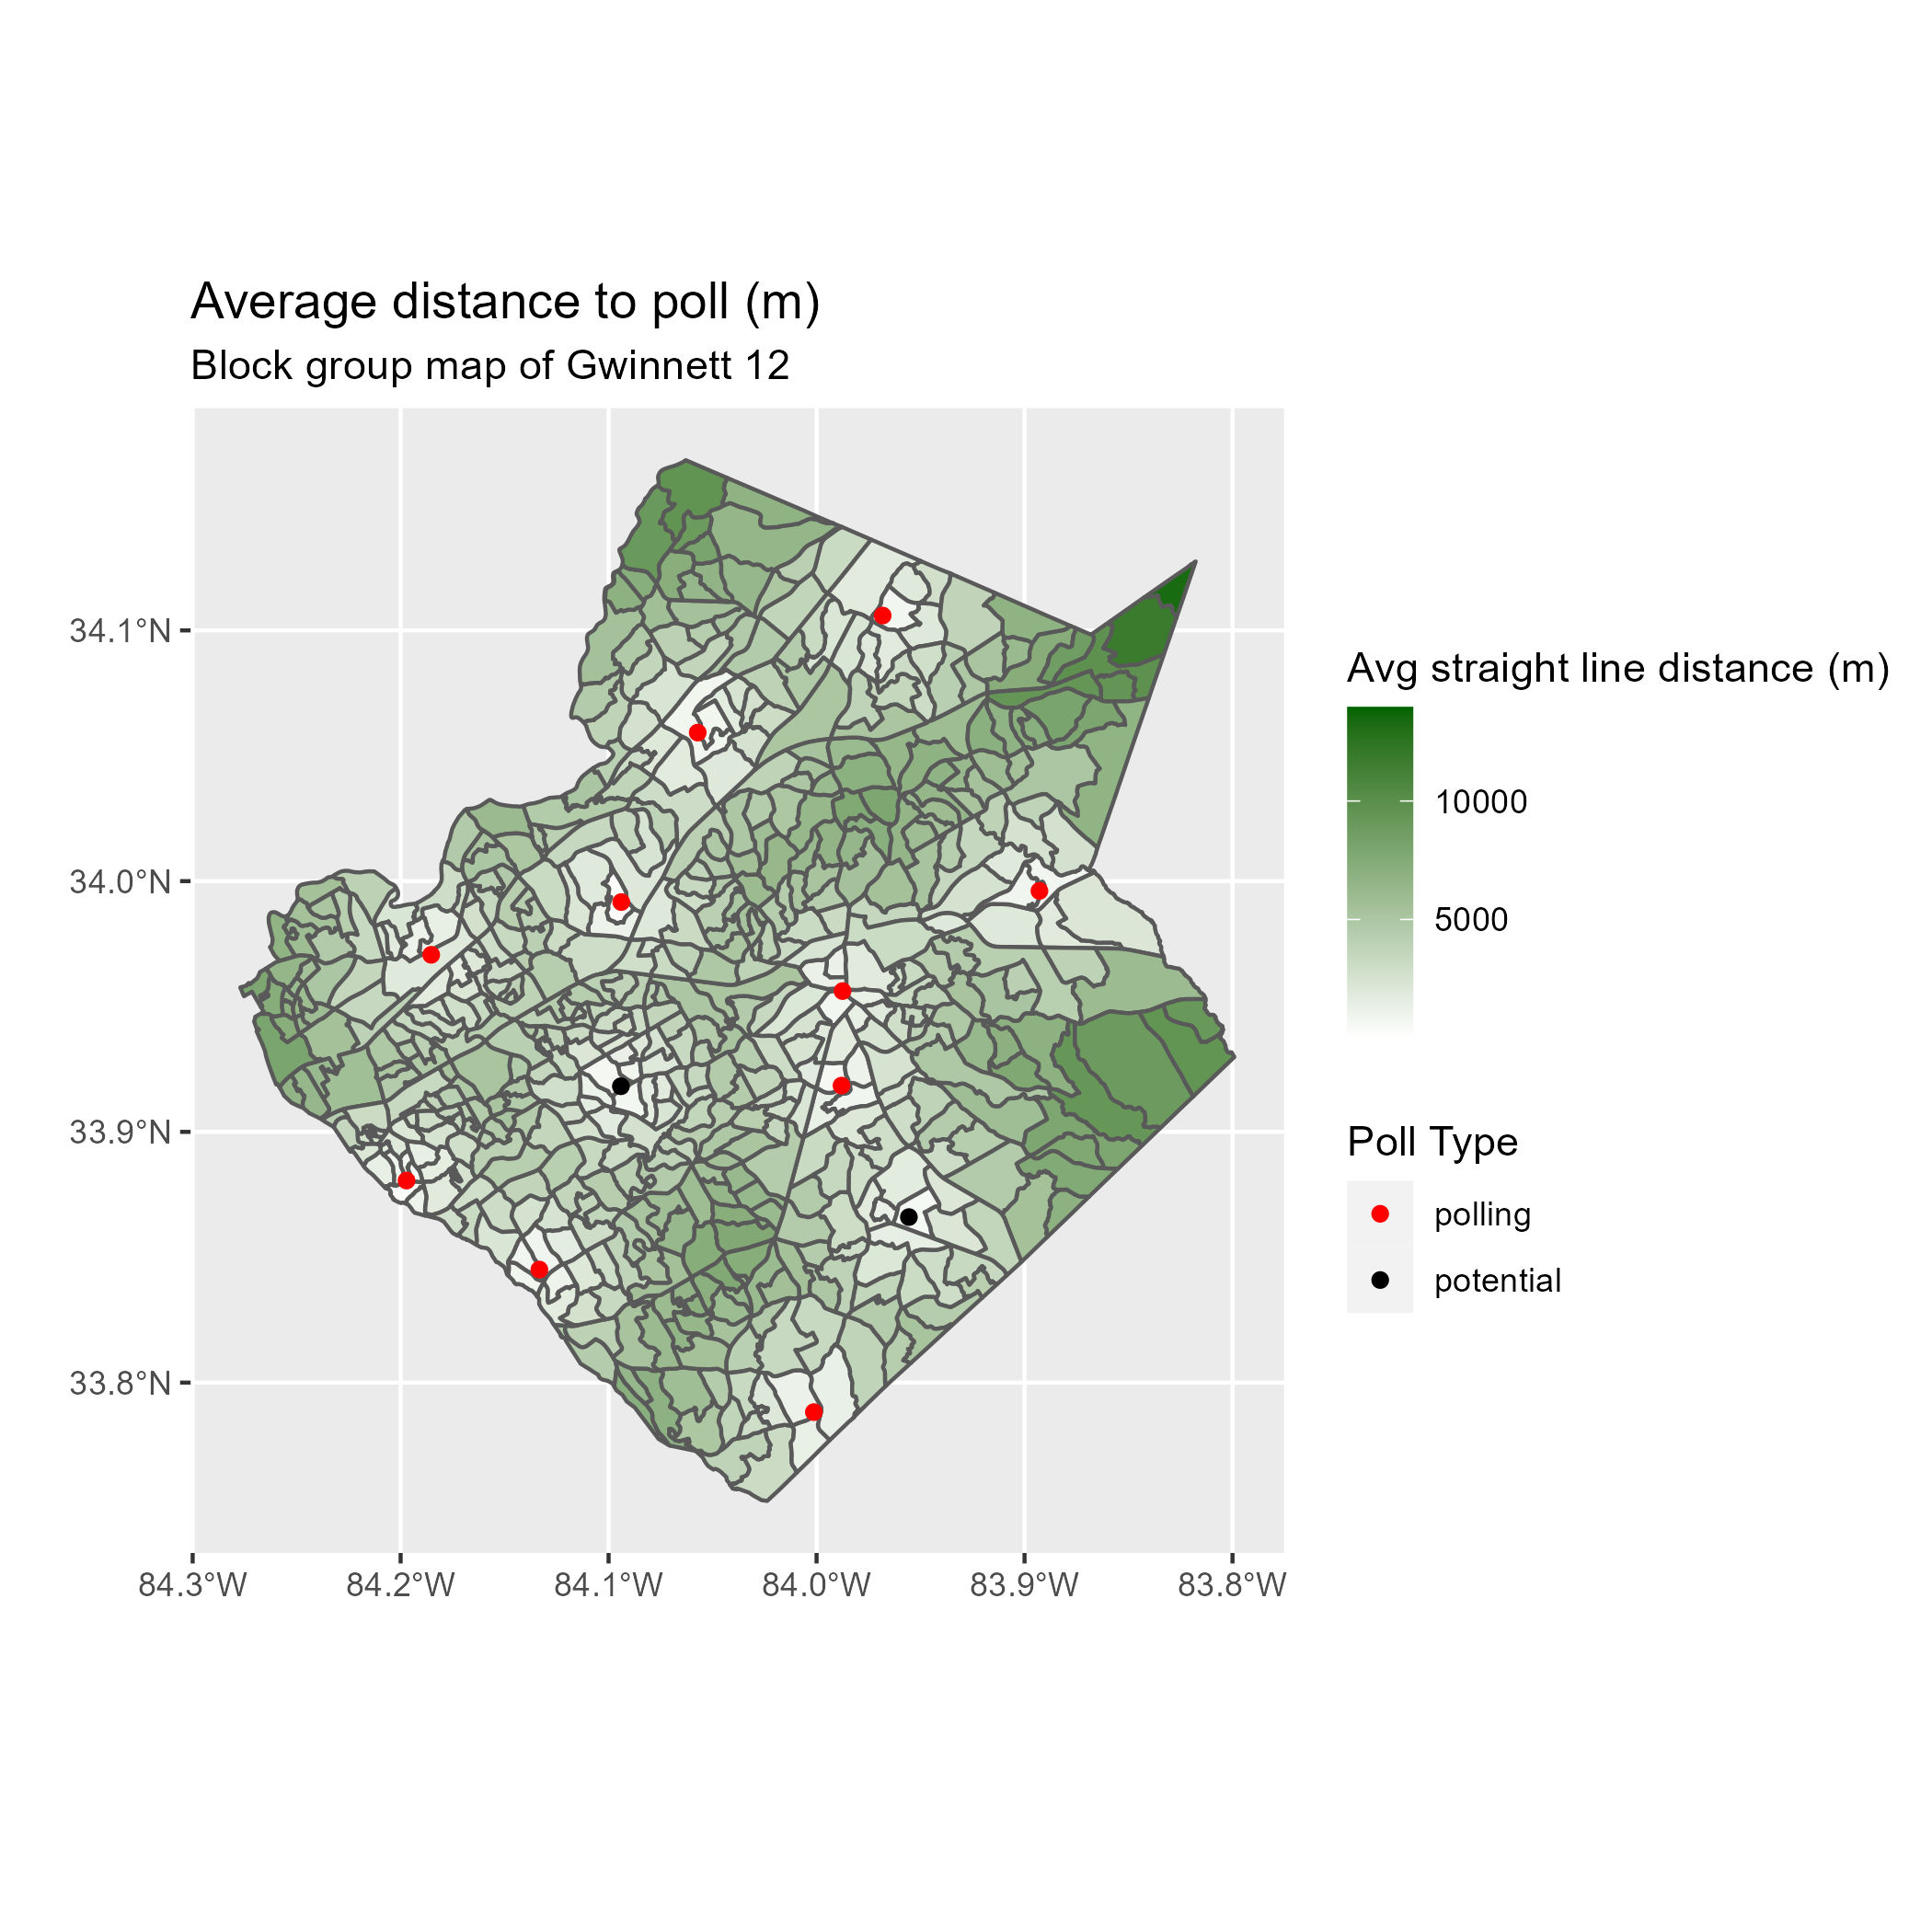 Average distance to poll (m)
Block group map of Gwinnett 12
34.1°N
34.0°N
33.9°N
33.8°N
84.3°W
84.2°W
84.1°W
84.0°W
83.9°W
83.8°W
Avg straight line distance (m)
10000
5000
Poll Type
polling
potential